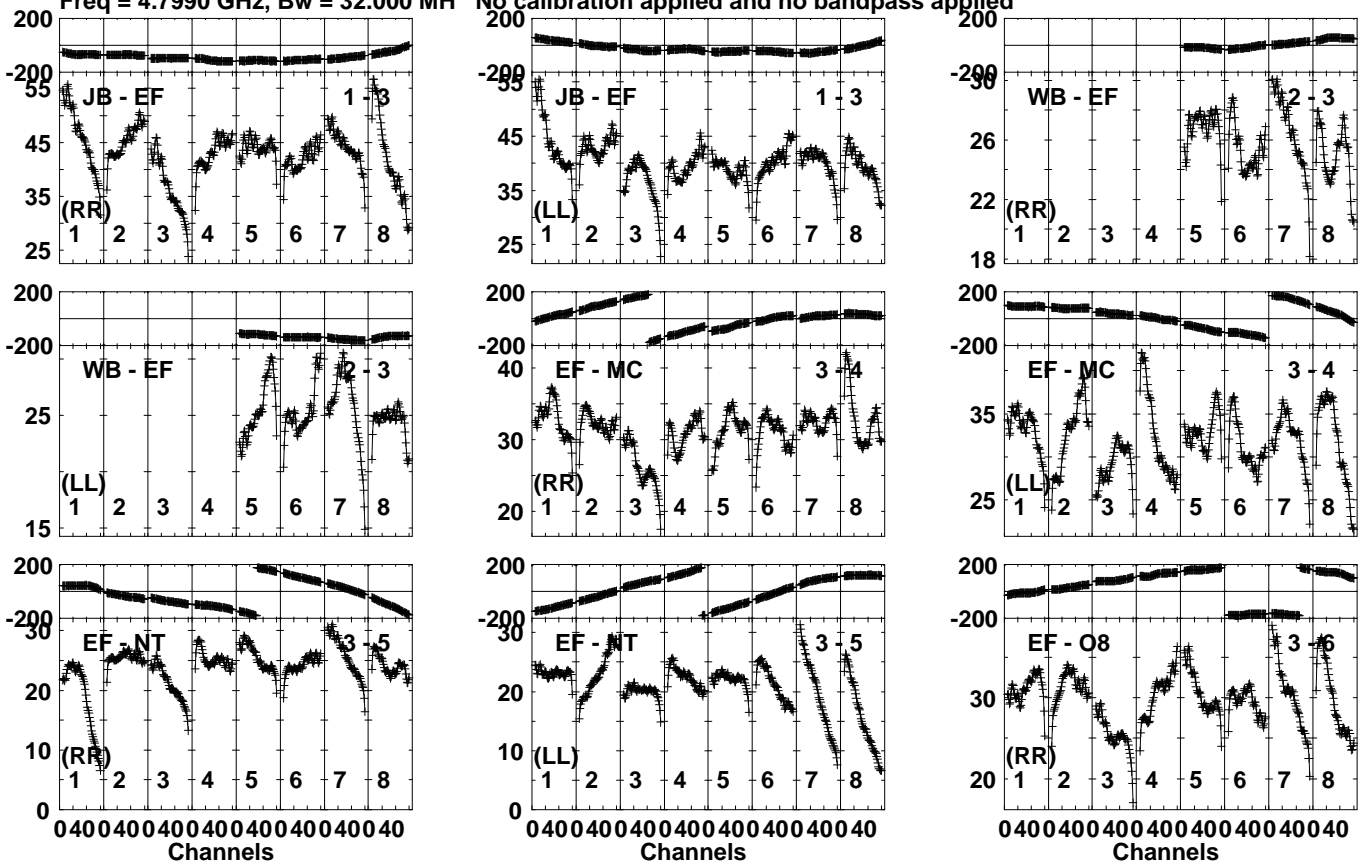 Freq = 4.7990 GHz, Bw = 32.000 MH No calibration applied and no bandpass applied
200
-200
55
45
35
25
JB - EF 1 - 3
(RR)
1 2 3 4 5 6 7 8
200
-200
55
45
35
25
JB - EF 1 - 3
(LL)
1 2 3 4 5 6 7 8
200
-200
30
26
22
18
WB - EF 2 - 3
(RR)
1 2 3 4 5 6 7 8
200
-200
25
15
WB - EF 2 - 3
(LL)
1 2 3 4 5 6 7 8
200
-200
40
30
20
EF - MC 3 - 4
(RR)
1 2 3 4 5 6 7 8
200
-200
35
25
EF - MC 3 - 4
(LL)
1 2 3 4 5 6 7 8
200
-200
30
20
10
0
EF - NT 3 - 5
(RR)
1 2 3 4 5 6 7 8
0 40 0 40 0 40 0 40 0 40 0 40 0 40 0 40
Channels
200
-200
30
20
10
0
EF - NT 3 - 5
(LL)
1 2 3 4 5 6 7 8
0 40 0 40 0 40 0 40 0 40 0 40 0 40 0 40
Channels
200
-200
30
20
EF - O8 3 - 6
(RR)
1 2 3 4 5 6 7 8
0 40 0 40 0 40 0 40 0 40 0 40 0 40 0 40
Channels